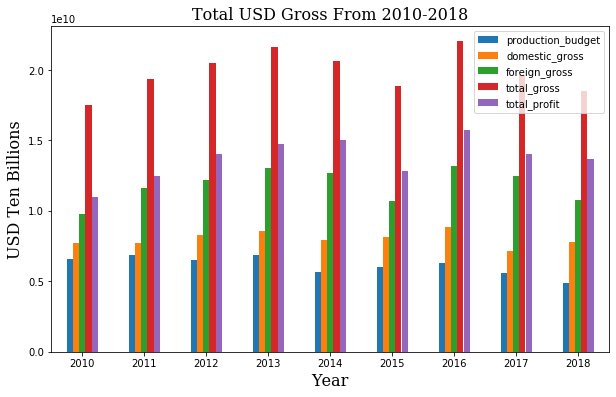 Total USD Gross From 2010-2018
1e10
production_budget
domestic_gross
foreign_gross
total_gross
total_profit
2.0
1.5
1.0
0.5
0.0
USD Ten Billions
2010 2011 2012 2013 2014 2015 2016 2017 2018
Year